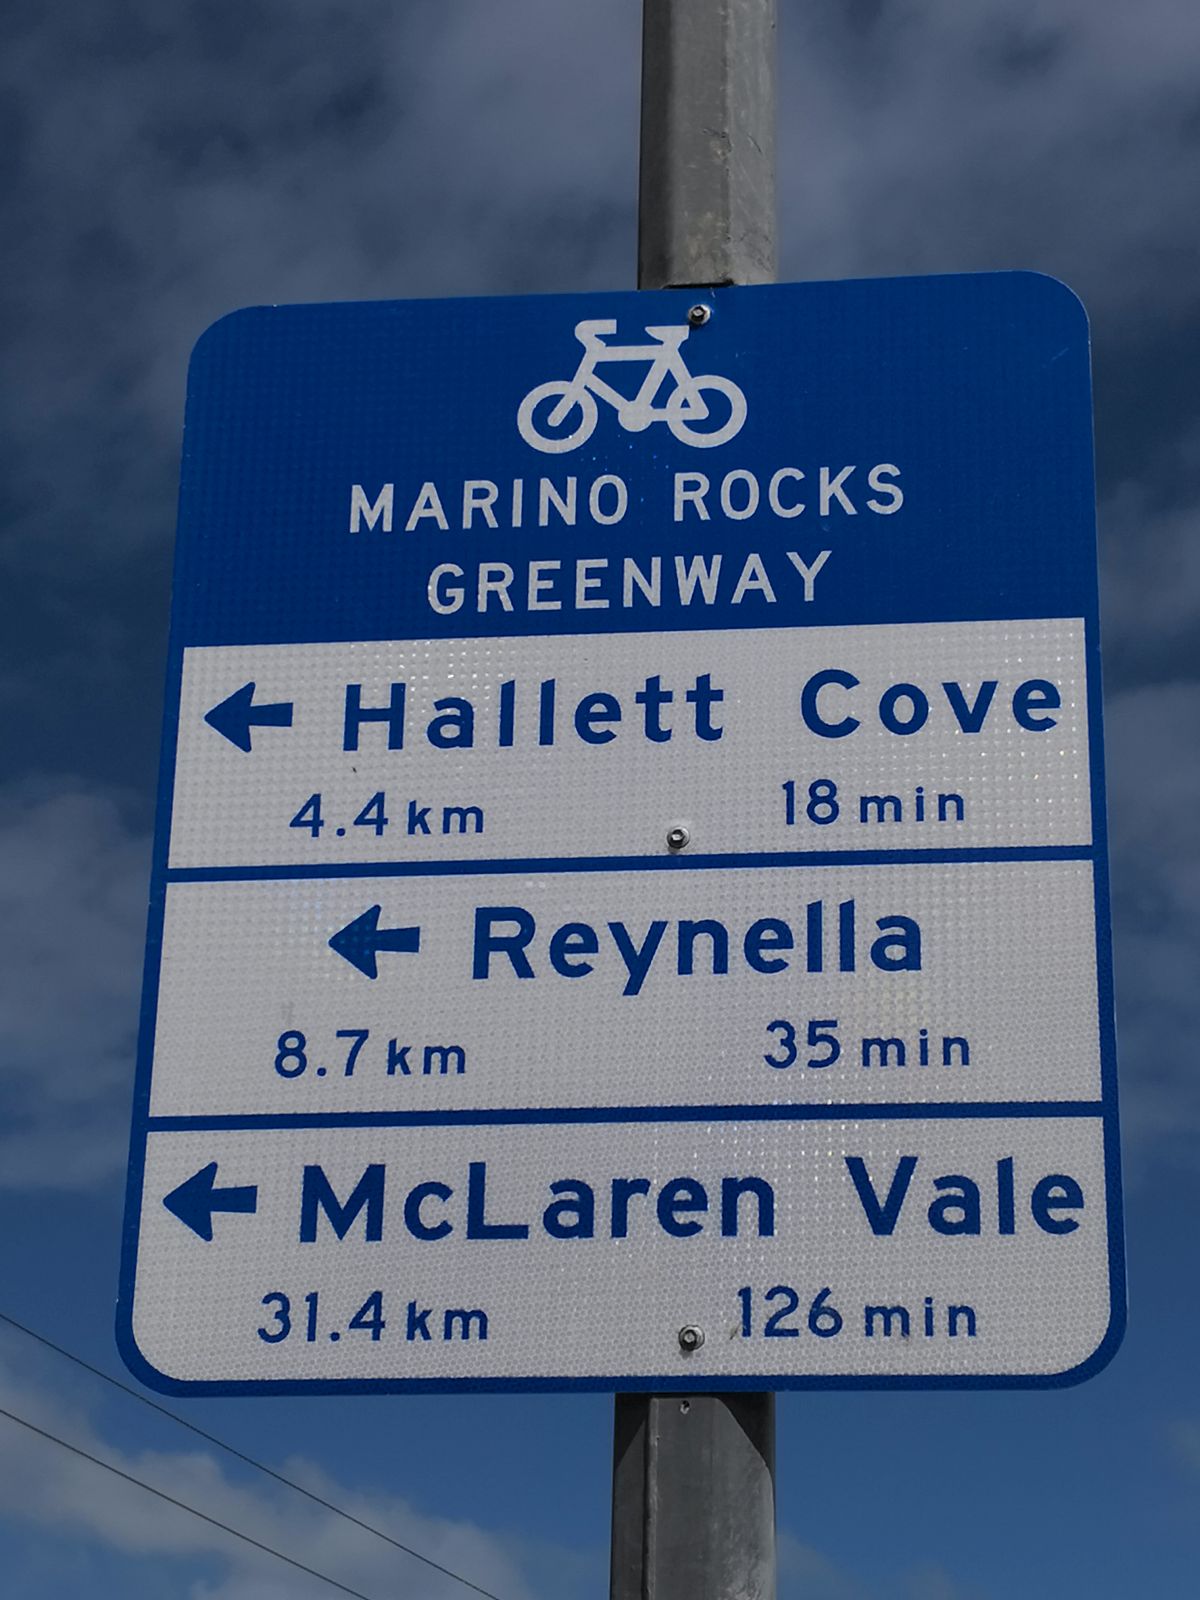 MARINO ROCKS
GREENWAY
Hallett Cove
4.4 km 18 min
Reynella
8.7 km 35 min
McLaren Vale
31.4 km 126 min